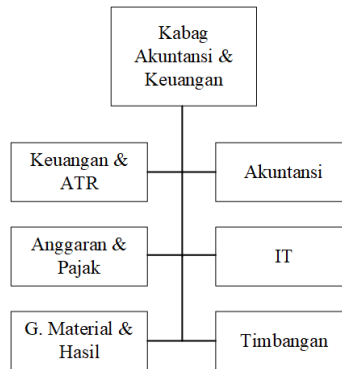 Kabag
Akuntansi &
Keuangan
Keuangan &
ATR
Akuntansi
Anggaran &
Pajak
IT
G. Material &
Hasil
Timbangan